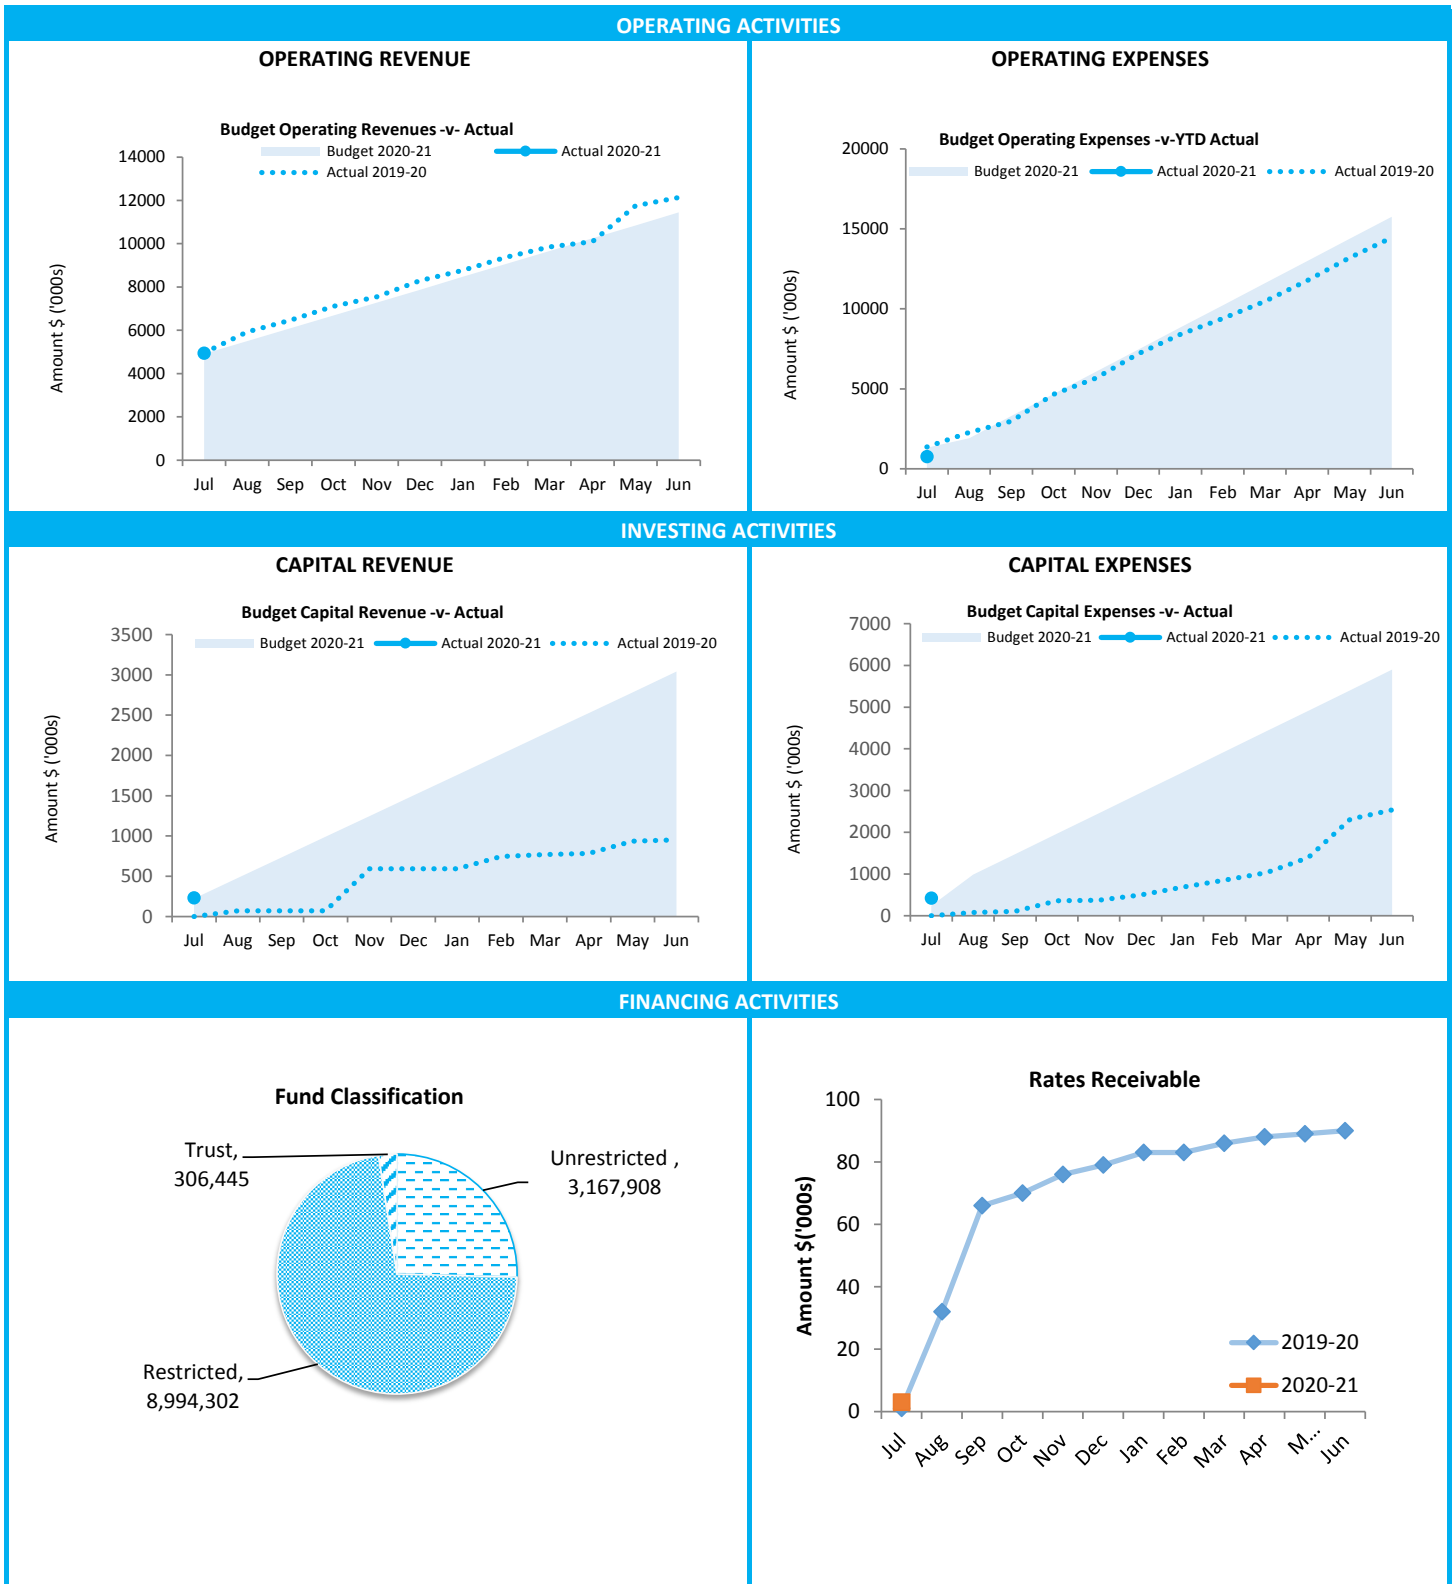 OPERATING ACTIVITIES
OPERATING REVENUE
Budget Operating Revenues -v- Actual
Budget 2020-21
Actual 2020-21
Actual 2019-20
Amount $ ('000s)
14000
12000
10000
8000
6000
4000
2000
0
Jul Aug Sep Oct Nov Dec Jan Feb Mar Apr May Jun
OPERATING EXPENSES
Budget Operating Expenses -v-YTD Actual
Budget 2020-21
Actual 2020-21
Actual 2019-20
Amount $ ('000s)
20000
15000
10000
5000
0
Jul Aug Sep Oct Nov Dec Jan Feb Mar Apr May Jun
INVESTING ACTIVITIES
CAPITAL REVENUE
Budget Capital Revenue -v- Actual
Budget 2020-21
Actual 2020-21
Actual 2019-20
Amount $ ('000s)
3500
3000
2500
2000
1500
1000
500
0
Jul Aug Sep Oct Nov Dec Jan Feb Mar Apr May Jun
CAPITAL EXPENSES
Budget Capital Expenses -v- Actual
Budget 2020-21
Actual 2020-21
Actual 2019-20
Amount $ ('000s)
7000
6000
5000
4000
3000
2000
1000
0
Jul Aug Sep Oct Nov Dec Jan Feb Mar Apr May Jun
FINANCING ACTIVITIES
Fund Classification
Trust,
306,445
Unrestricted ,
3,167,908
Restricted,
8,994,302
Rates Receivable
Amount $('000s)
100
80
60
40
20
0
2019-20
2020-21
Jul Aug Sep Oct Nov Dec Jan Feb Mar Apr M... Jun